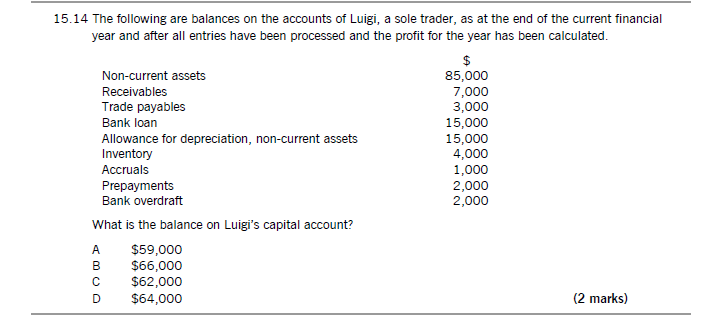 15.14 The following are balances on the accounts of Luigi, a sole trader, as at the end of the current financial
year and after all entries have been processed and the profit for the year has been calculated.
$
Non-current assets 85,000
Receivables 7,000
Trade payables 3,000
Bank loan 15,000
Allowance for depreciation, non-current assets 15,000
Inventory 4,000
Accruals 1,000
Prepayments 2,000
Bank overdraft 2,000
What is the balance on Luigi's capital account?
A $59,000
B $66,000
C $62,000
D $64,000 (2 marks)